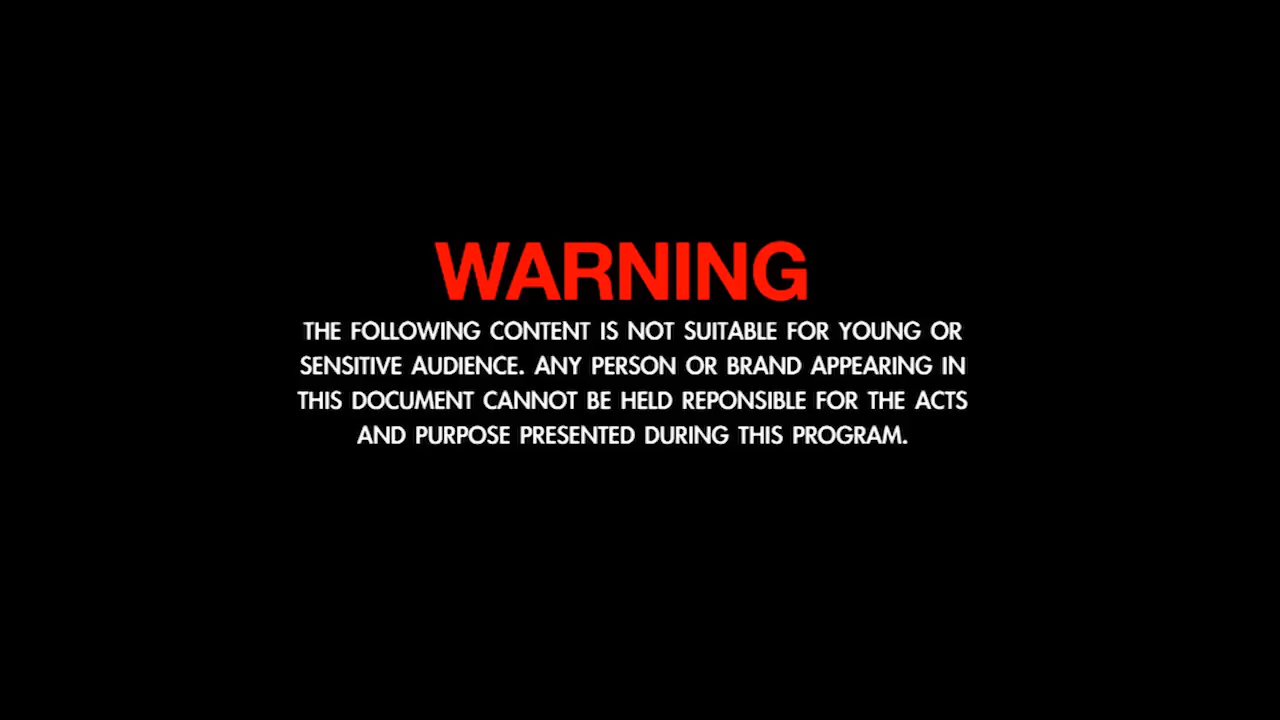 WARNING
THE FOLLOWING CONTENT IS NOT SUITABLE FOR YOUNG OR
SENSITIVE AUDIENCE. ANY PERSON OR BRAND APPEARING IN
THIS DOCUMENT CANNOT BE HELD REPONSIBLE FOR THE ACTS
AND PURPOSE PRESENTED DURING THIS PROGRAM.